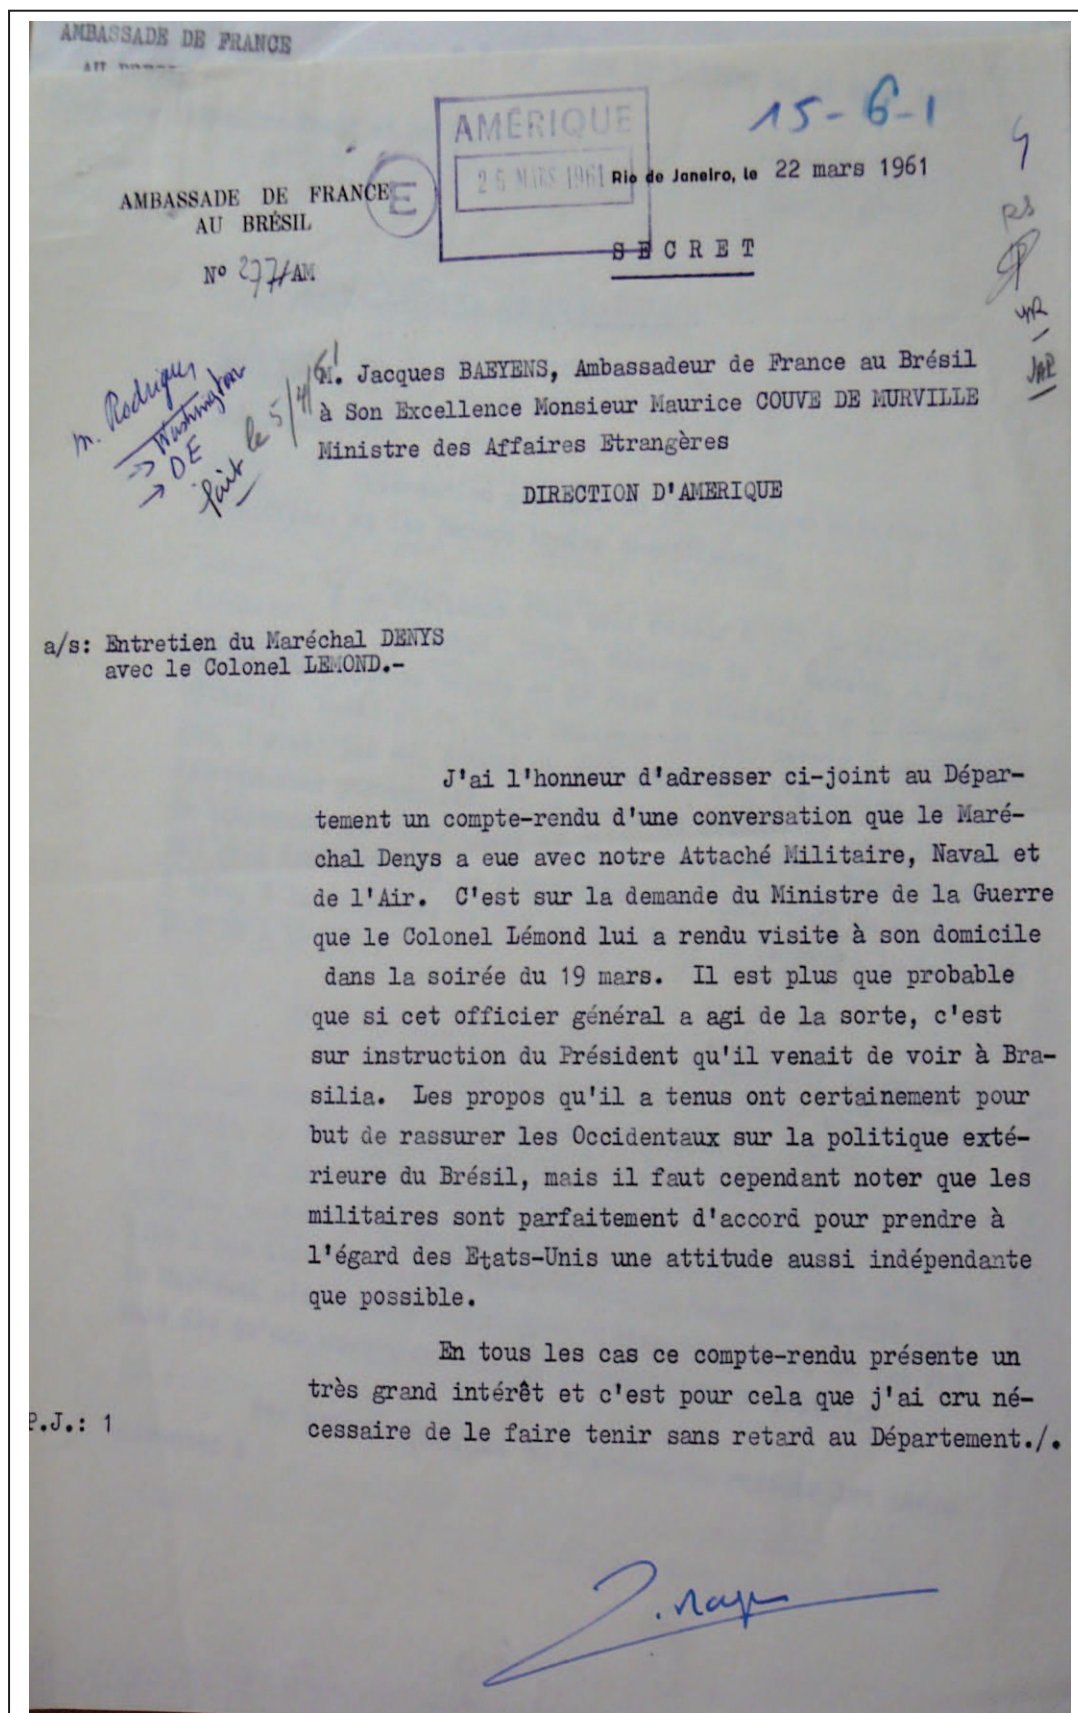 AMBASSADE DE FRANCE
15-6-1
AMÉRIQUE
26 MARS 1961
Rio de Janeiro, le 22 mars 1961
AMBASSADE DE FRANCE
AU BRÉSIL
E
SECRET
Nº 277/AM
M. Jacques BAEYENS, Ambassadeur de France au Brésil
à Son Excellence Monsieur Maurice COUVE DE MURVILLE
Ministre des Affaires Etrangères
DIRECTION D'AMERIQUE
M. Rodrigues
→ Washington
→ DE
fait le 5/4/61
a/s: Entretien du Maréchal DENYS
avec le Colonel LEMOND.-
J'ai l'honneur d'adresser ci-joint au Dépar-
tement un compte-rendu d'une conversation que le Maré-
chal Denys a eue avec notre Attaché Militaire, Naval et
de l'Air. C'est sur la demande du Ministre de la Guerre
que le Colonel Lémond lui a rendu visite à son domicile
dans la soirée du 19 mars. Il est plus que probable
que si cet officier général a agi de la sorte, c'est
sur instruction du Président qu'il venait de voir à Bra-
silia. Les propos qu'il a tenus ont certainement pour
but de rassurer les Occidentaux sur la politique exté-
rieure du Brésil, mais il faut cependant noter que les
militaires sont parfaitement d'accord pour prendre à
l'égard des Etats-Unis une attitude aussi indépendante
que possible.
En tous les cas ce compte-rendu présente un
très grand intérêt et c'est pour cela que j'ai cru né-
cessaire de le faire tenir sans retard au Département./.
P.J.: 1